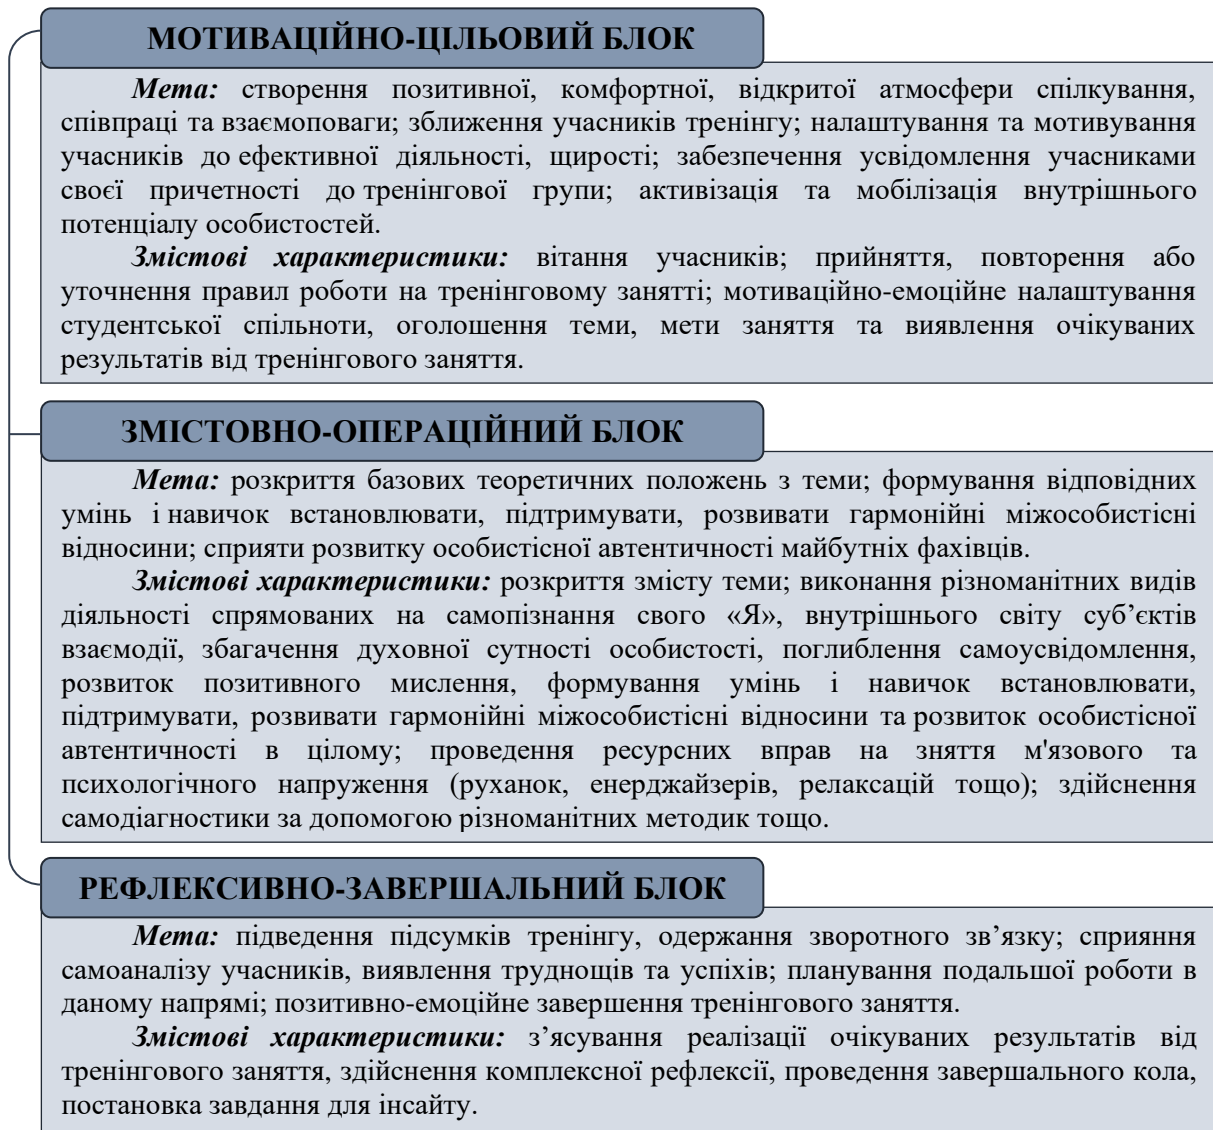 МОТИВАЦІЙНО-ЦІЛЬОВИЙ БЛОК
Мета: створення позитивної, комфортної, відкритої атмосфери спілкування,
співпраці та взаємоповаги; зближення учасників тренінгу; налаштування та мотивування
учасників до ефективної діяльності, щирості; забезпечення усвідомлення учасниками
своєї причетності до тренінгової групи; активізація та мобілізація внутрішнього
потенціалу особистостей.
Змістові характеристики: вітання учасників; прийняття, повторення або
уточнення правил роботи на тренінговому занятті; мотиваційно-емоційне налаштування
студентської спільноти, оголошення теми, мети заняття та виявлення очікуваних
результатів від тренінгового заняття.
ЗМІСТОВНО-ОПЕРАЦІЙНИЙ БЛОК
Мета: розкриття базових теоретичних положень з теми; формування відповідних
умінь і навичок встановлювати, підтримувати, розвивати гармонійні міжособистісні
відносини; сприяти розвитку особистісної автентичності майбутніх фахівців.
Змістові характеристики: розкриття змісту теми; виконання різноманітних видів
діяльності спрямованих на самопізнання свого «Я», внутрішнього світу суб’єктів
взаємодії, збагачення духовної сутності особистості, поглиблення самоусвідомлення,
розвиток позитивного мислення, формування умінь і навичок встановлювати,
підтримувати, розвивати гармонійні міжособистісні відносини та розвиток особистісної
автентичності в цілому; проведення ресурсних вправ на зняття м'язового та
психологічного напруження (руханок, енерджайзерів, релаксацій тощо); здійснення
самодіагностики за допомогою різноманітних методик тощо.
РЕФЛЕКСИВНО-ЗАВЕРШАЛЬНИЙ БЛОК
Мета: підведення підсумків тренінгу, одержання зворотного зв’язку; сприяння
самоаналізу учасників, виявлення труднощів та успіхів; планування подальшої роботи в
даному напрямі; позитивно-емоційне завершення тренінгового заняття.
Змістові характеристики: з’ясування реалізації очікуваних результатів від
тренінгового заняття, здійснення комплексної рефлексії, проведення завершального кола,
постановка завдання для інсайту.